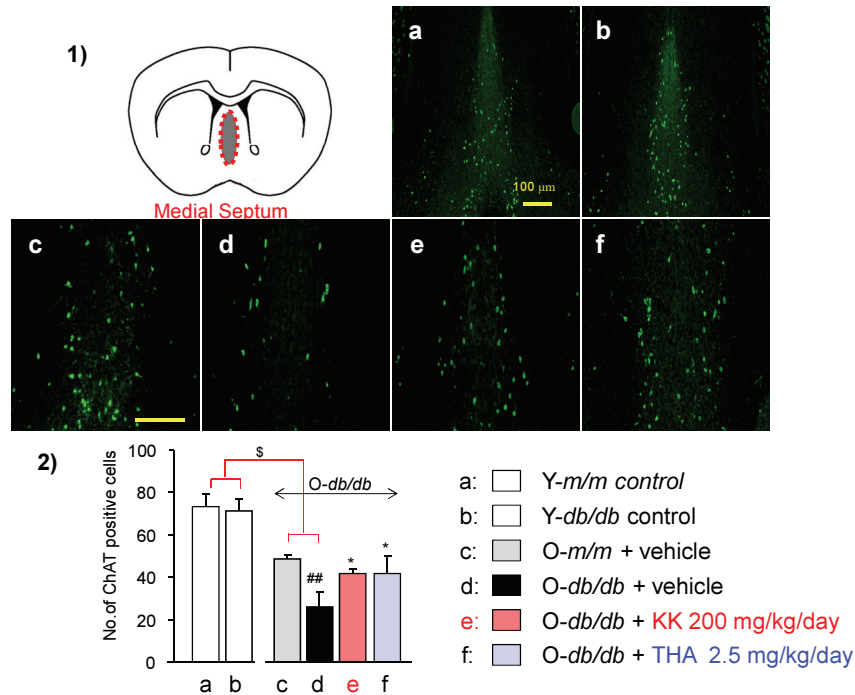 1)
Medial Septum
a
100 μm
b
c
d
e
f
2)
No.of ChAT positive cells
100
80
60
40
20
0
$
O-db/db
##
*
*
a b c d e f
a: Y-m/m control
b: Y-db/db control
c: O-m/m + vehicle
d: O-db/db + vehicle
e: O-db/db + KK 200 mg/kg/day
f: O-db/db + THA 2.5 mg/kg/day